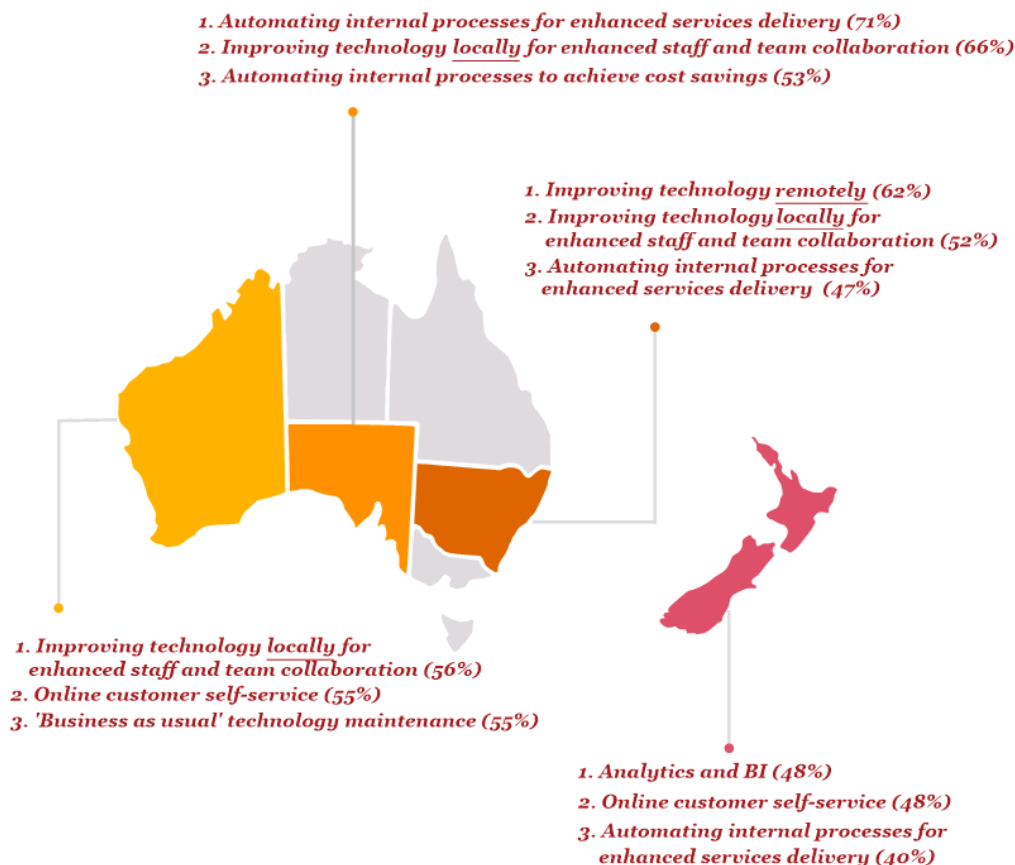 1. Automating internal processes for enhanced services delivery (71%)
2. Improving technology locally for enhanced staff and team collaboration (66%)
3. Automating internal processes to achieve cost savings (53%)
1. Improving technology remotely (62%)
2. Improving technology locally for
enhanced staff and team collaboration (52%)
3. Automating internal processes for
enhanced services delivery (47%)
1. Improving technology locally for
enhanced staff and team collaboration (56%)
2. Online customer self-service (55%)
3. 'Business as usual' technology maintenance (55%)
1. Analytics and BI (48%)
2. Online customer self-service (48%)
3. Automating internal processes for
enhanced services delivery (40%)